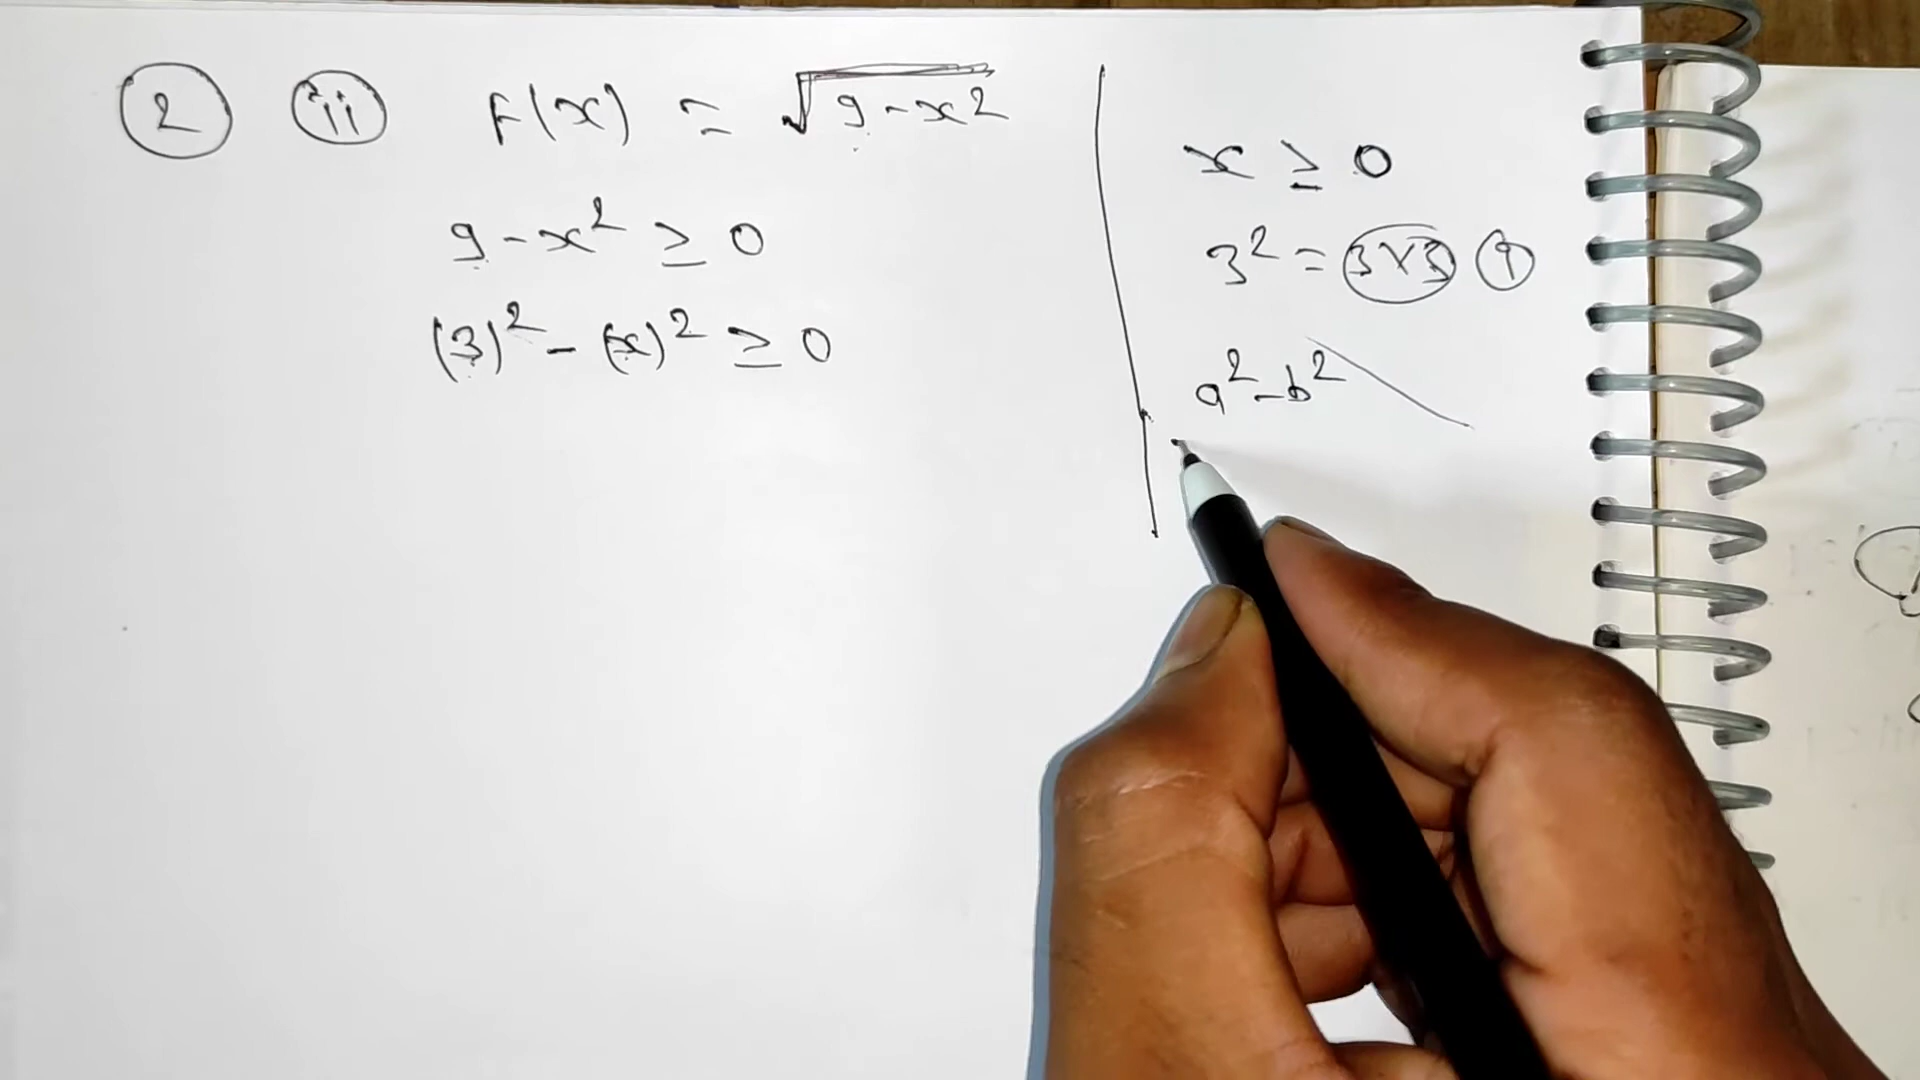 2 ii F(x) = √9-x2
9-x² ≥ 0
(3)² - (x)² ≥ 0
x ≥ 0
3² = 3×3 9
a²-b²